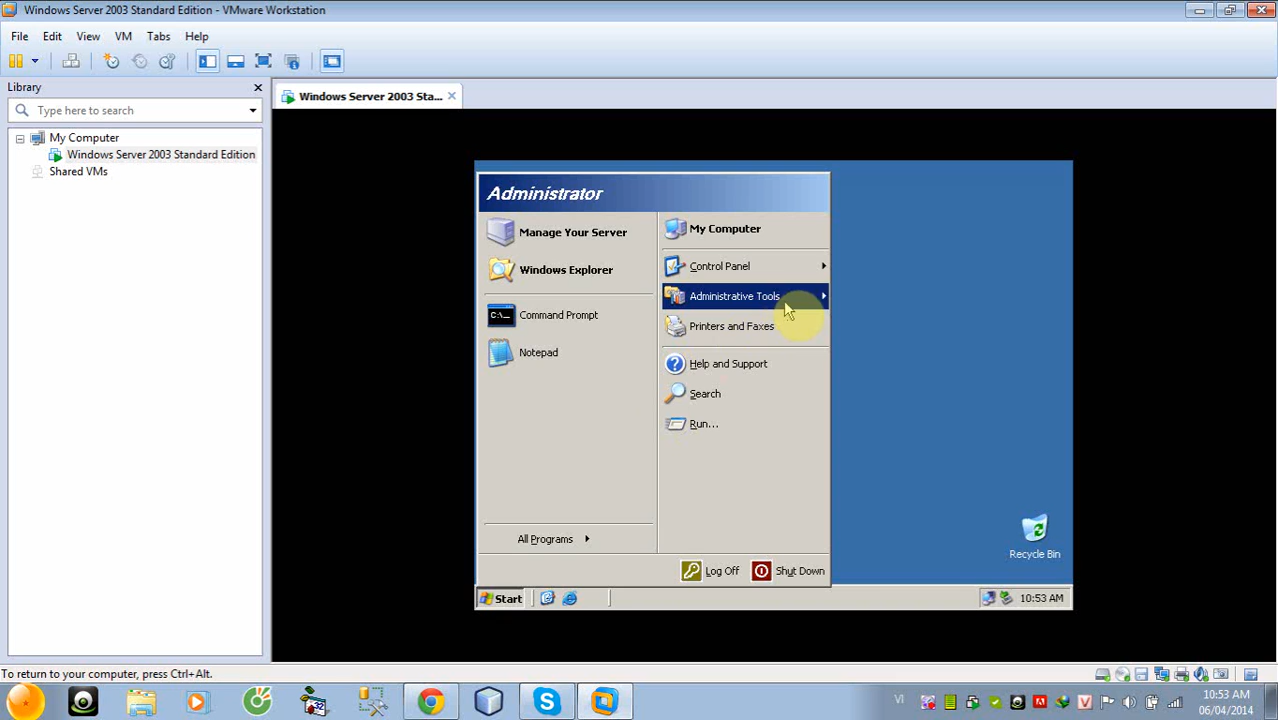 Windows Server 2003 Standard Edition - VMware Workstation
File Edit View VM Tabs Help
Library
Type here to search
My Computer
Windows Server 2003 Standard Edition
Shared VMs
Windows Server 2003 Sta...
Administrator
Manage Your Server
Windows Explorer
Command Prompt
Notepad
All Programs
My Computer
Control Panel
Administrative Tools
Printers and Faxes
Help and Support
Search
Run...
Log Off
Shut Down
Recycle Bin
Start
10:53 AM
To return to your computer, press Ctrl+Alt.
32
VI
10:53 AM
06/04/2014